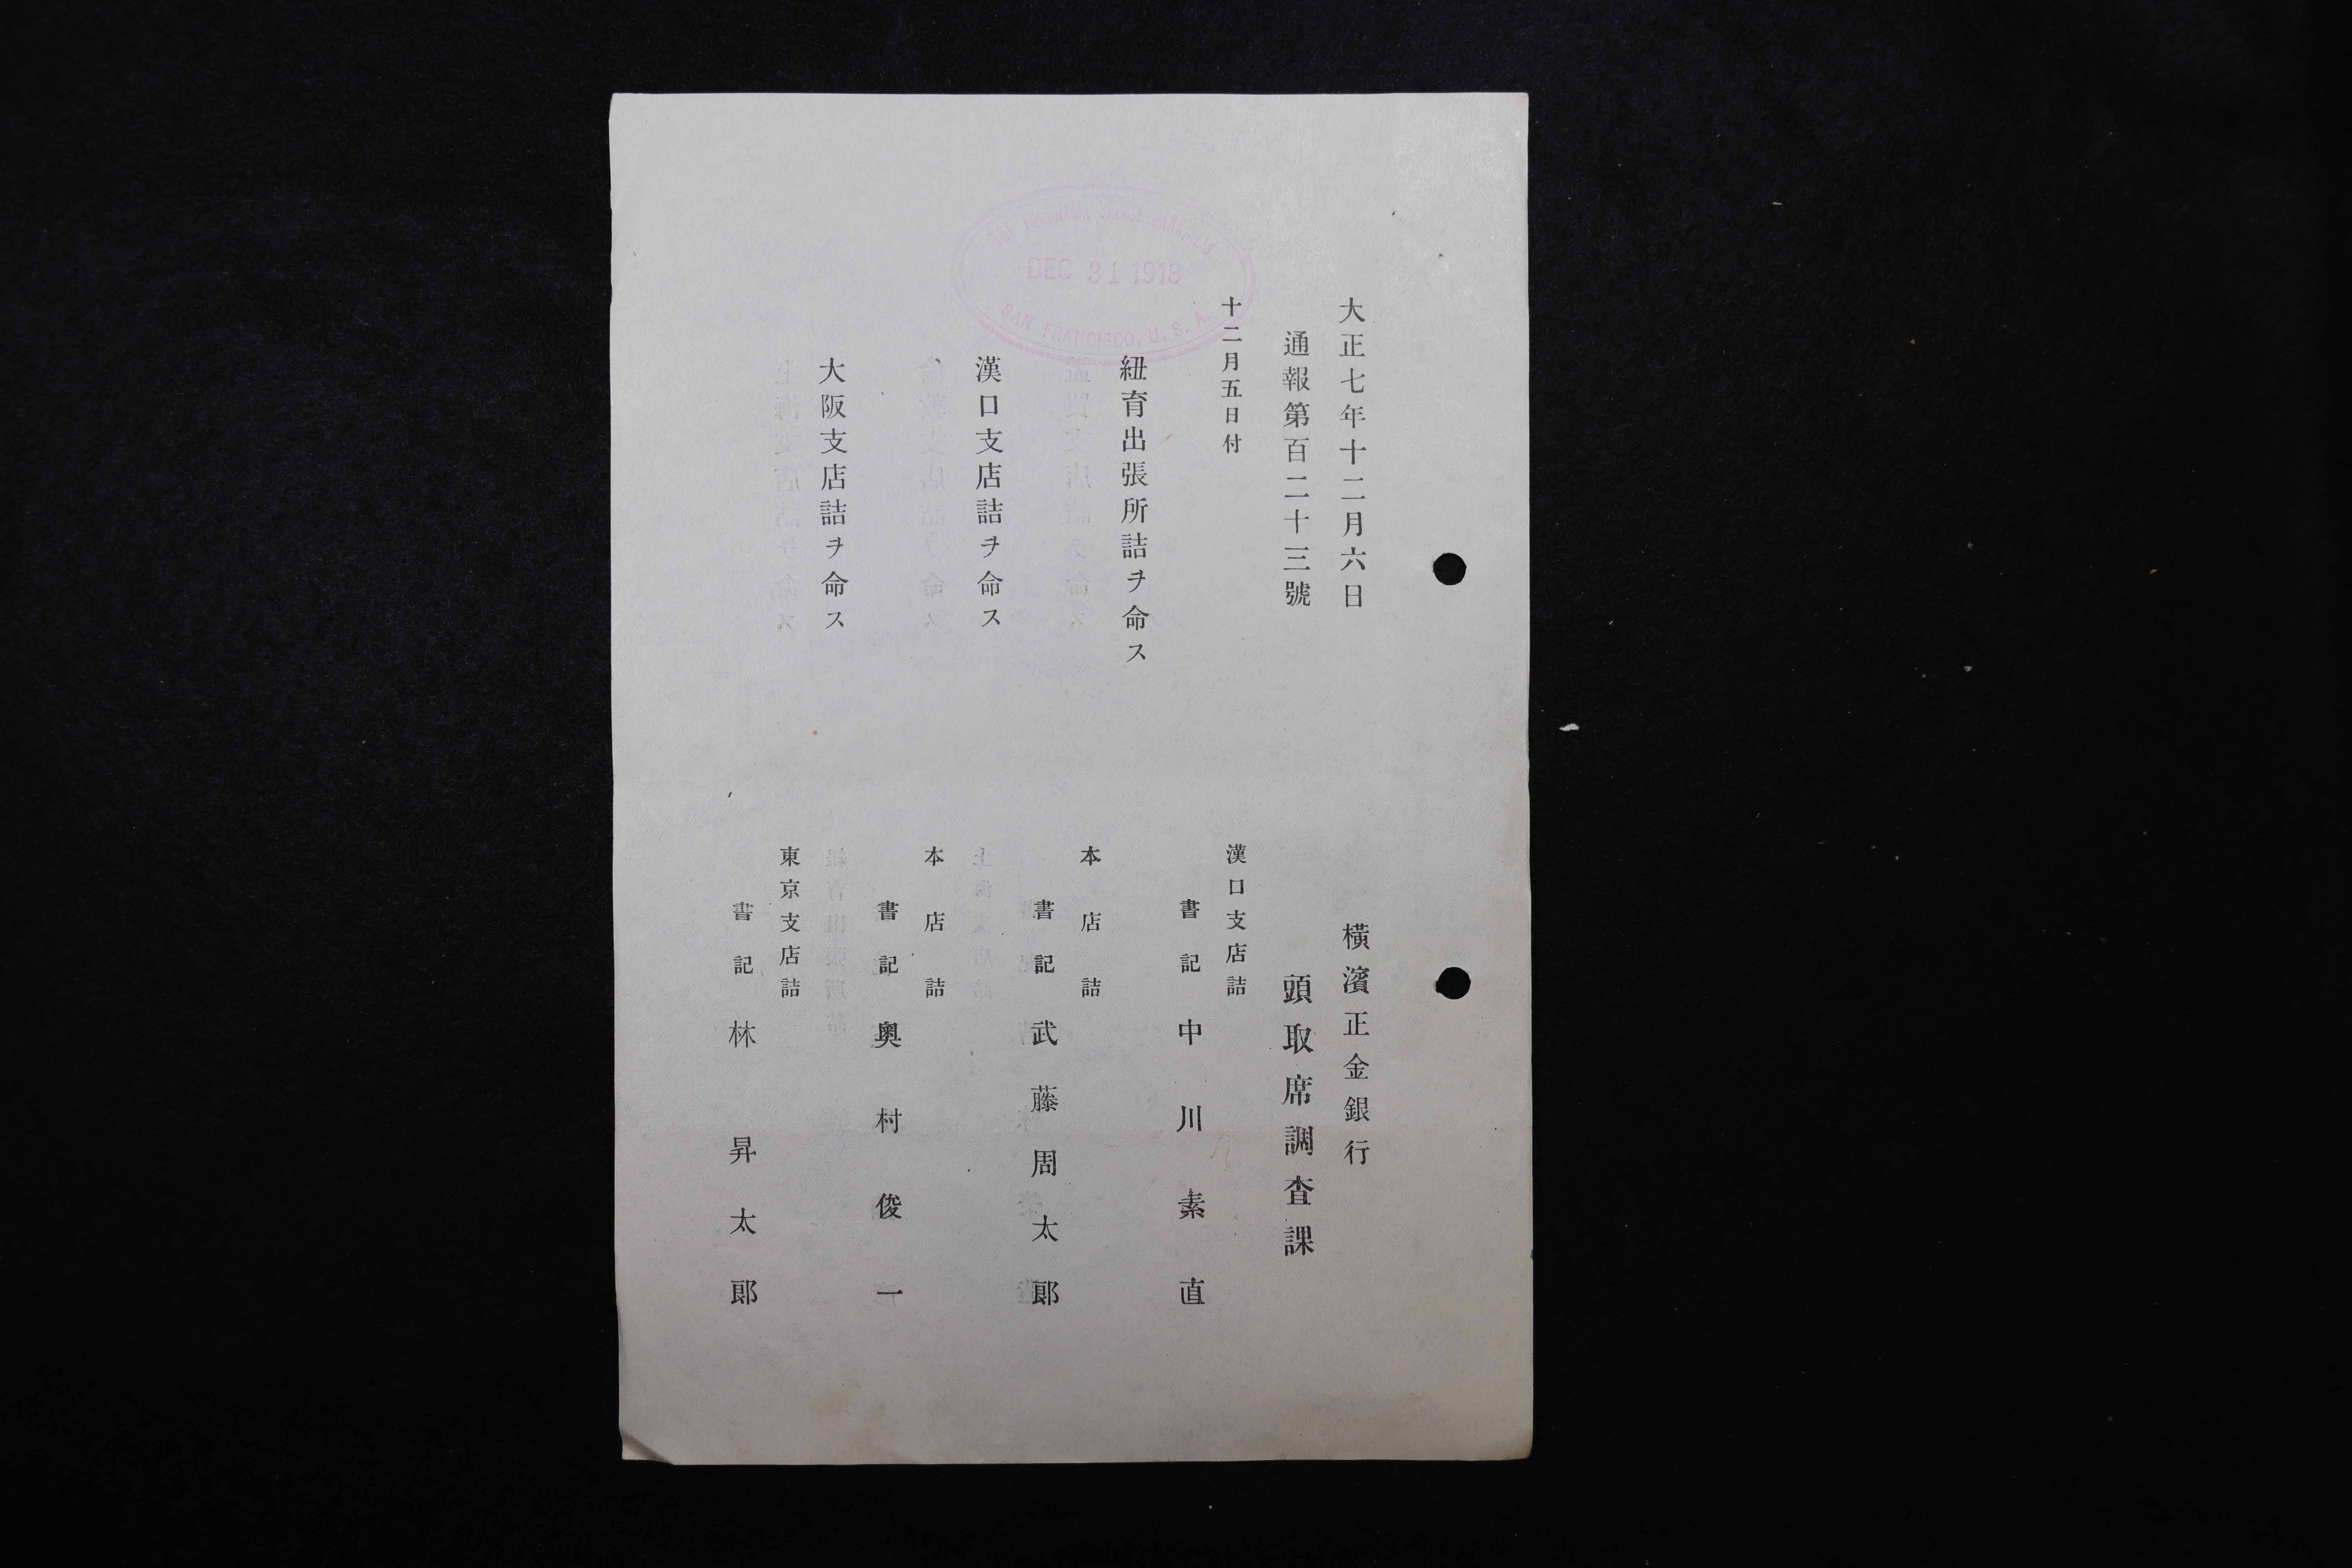 大正七年十二月六日
橫濱正金銀行
通報第百二十三號
頭取席調査課
十二月五日付
漢口支店詰
書記 中川素直
紐育出張所詰ヲ命ス
本店詰
書記 武藤周太郎
漢口支店詰ヲ命ス
本店詰
書記 奧村俊一
大阪支店詰ヲ命ス
東京支店詰
書記 林昇太郎
THE YOKOHAMA SPECIE BANK, Ltd
DEC 31 1918
SAN FRANCISCO, U. S. A.